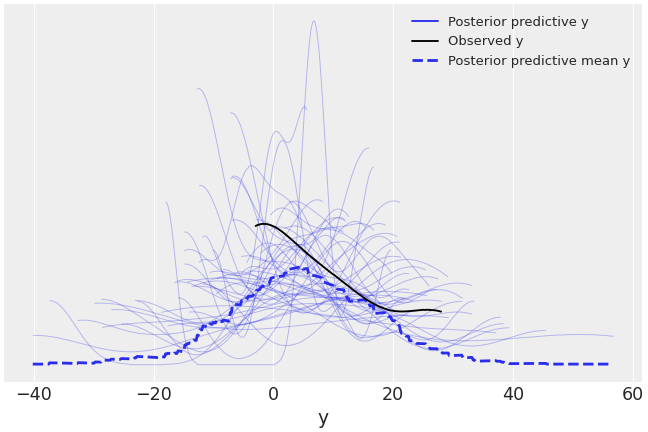 Posterior predictive y
Observed y
Posterior predictive mean y
−40 −20 0 20 40 60
y